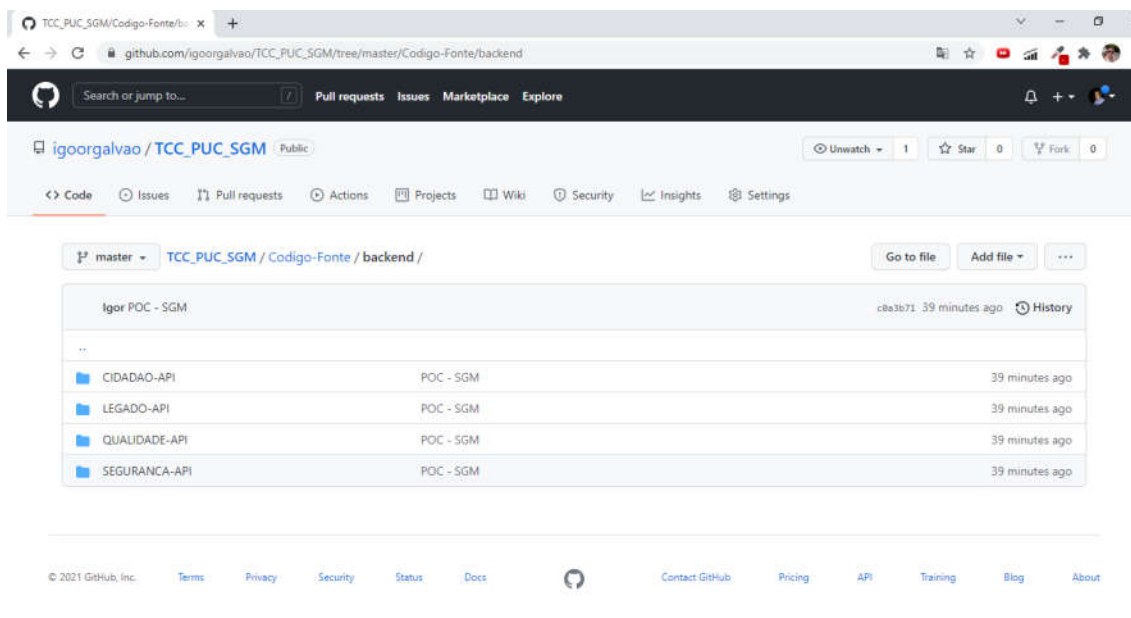 TCC_PUC_SGM/Codigo-Fonte/ba
github.com/igoorgalvao/TCC_PUC_SGM/tree/master/Codigo-Fonte/backend
Search or jump to... / Pull requests Issues Marketplace Explore
igoorgalvao / TCC_PUC_SGM Public Unwatch 1 Star 0 Fork 0
<> Code Issues Pull requests Actions Projects Wiki Security Insights Settings
master TCC_PUC_SGM / Codigo-Fonte / backend / Go to file Add file ...
Igor POC - SGM c8a3b71 39 minutes ago History
..
CIDADAO-API POC - SGM 39 minutes ago
LEGADO-API POC - SGM 39 minutes ago
QUALIDADE-API POC - SGM 39 minutes ago
SEGURANCA-API POC - SGM 39 minutes ago
© 2021 GitHub, Inc. Terms Privacy Security Status Docs Contact GitHub Pricing API Training Blog About